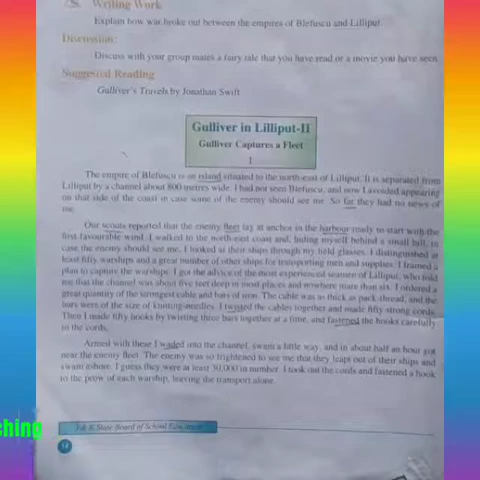 Writing Work
Explain how war broke out between the empires of Blefuscu and Lilliput.
Discussion:
Discuss with your group mates a fairy tale that you have read or a movie you have seen.
Suggested Reading
Gulliver's Travels by Jonathan Swift
Gulliver in Lilliput-II
Gulliver Captures a Fleet
1
The empire of Blefuscu is an island situated to the north-east of Lilliput. It is separated from
Lilliput by a channel about 800 metres wide. I had not seen Blefuscu, and now I avoided appearing
on that side of the coast in case some of the enemy should see me. So far they had no news of
me.
Our scouts reported that the enemy fleet lay at anchor in the harbour ready to start with the
first favourable wind. I walked to the north-east coast and, hiding myself behind a small hill, in
case the enemy should see me. I looked at their ships through my field glasses. I distinguished at
least fifty warships and a great number of other ships for transporting men and supplies. I framed a
plan to capture the warships. I got the advice of the most experienced seamen of Lilliput, who told
me that the channel was about five feet deep in most places and nowhere more than six. I ordered a
great quantity of the strongest cable and bars of iron. The cable was as thick as pack-thread, and the
bars were of the size of knitting-needles. I twisted the cables together and made fifty strong cords.
Then I made fifty hooks by twisting three bars together at a time, and fastened the hooks carefully
to the cords.
Armed with these I waded into the channel, swam a little way, and in about half an hour got
near the enemy fleet. The enemy was so frightened to see me that they leapt out of their ships and
swam ashore. I guess they were at least 30,000 in number. I took out the cords and fastened a hook
to the prow of each warship, leaving the transport alone.
J & K State Board of School Education
ching